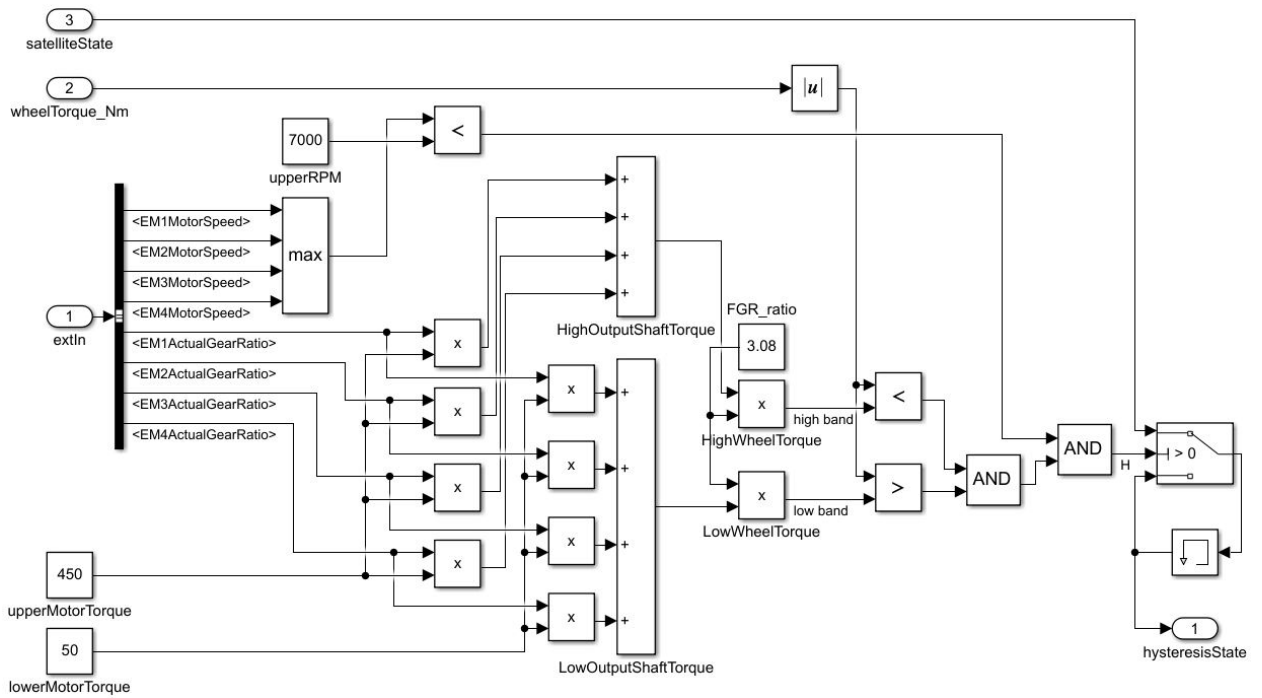 3
satelliteState
2
wheelTorque_Nm
|u|
7000
upperRPM
<
<EM1MotorSpeed>
<EM2MotorSpeed>
<EM3MotorSpeed>
<EM4MotorSpeed>
max
1
extIn
<EM1ActualGearRatio>
<EM2ActualGearRatio>
<EM3ActualGearRatio>
<EM4ActualGearRatio>
+
+
+
+
HighOutputShaftTorque
x
x
x
x
x
x
x
x
+
+
+
+
LowOutputShaftTorque
FGR_ratio
3.08
x
HighWheelTorque
high band
x
LowWheelTorque
low band
<
>
AND
AND
H
> 0
450
upperMotorTorque
50
lowerMotorTorque
1
hysteresisState